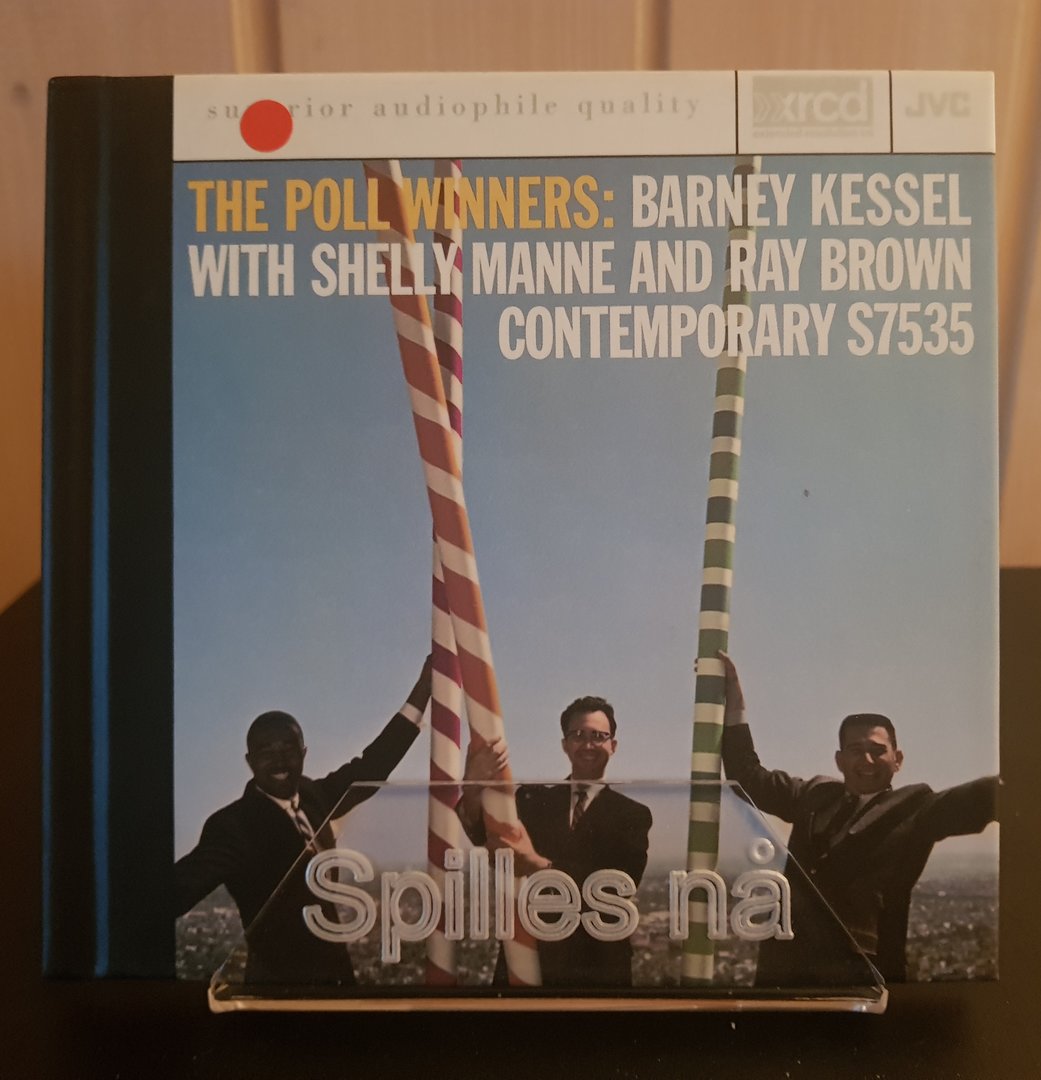 superior audiophile quality
xrcd
JVC
THE POLL WINNERS: BARNEY KESSEL
WITH SHELLY MANNE AND RAY BROWN
CONTEMPORARY S7535
Spilles nå